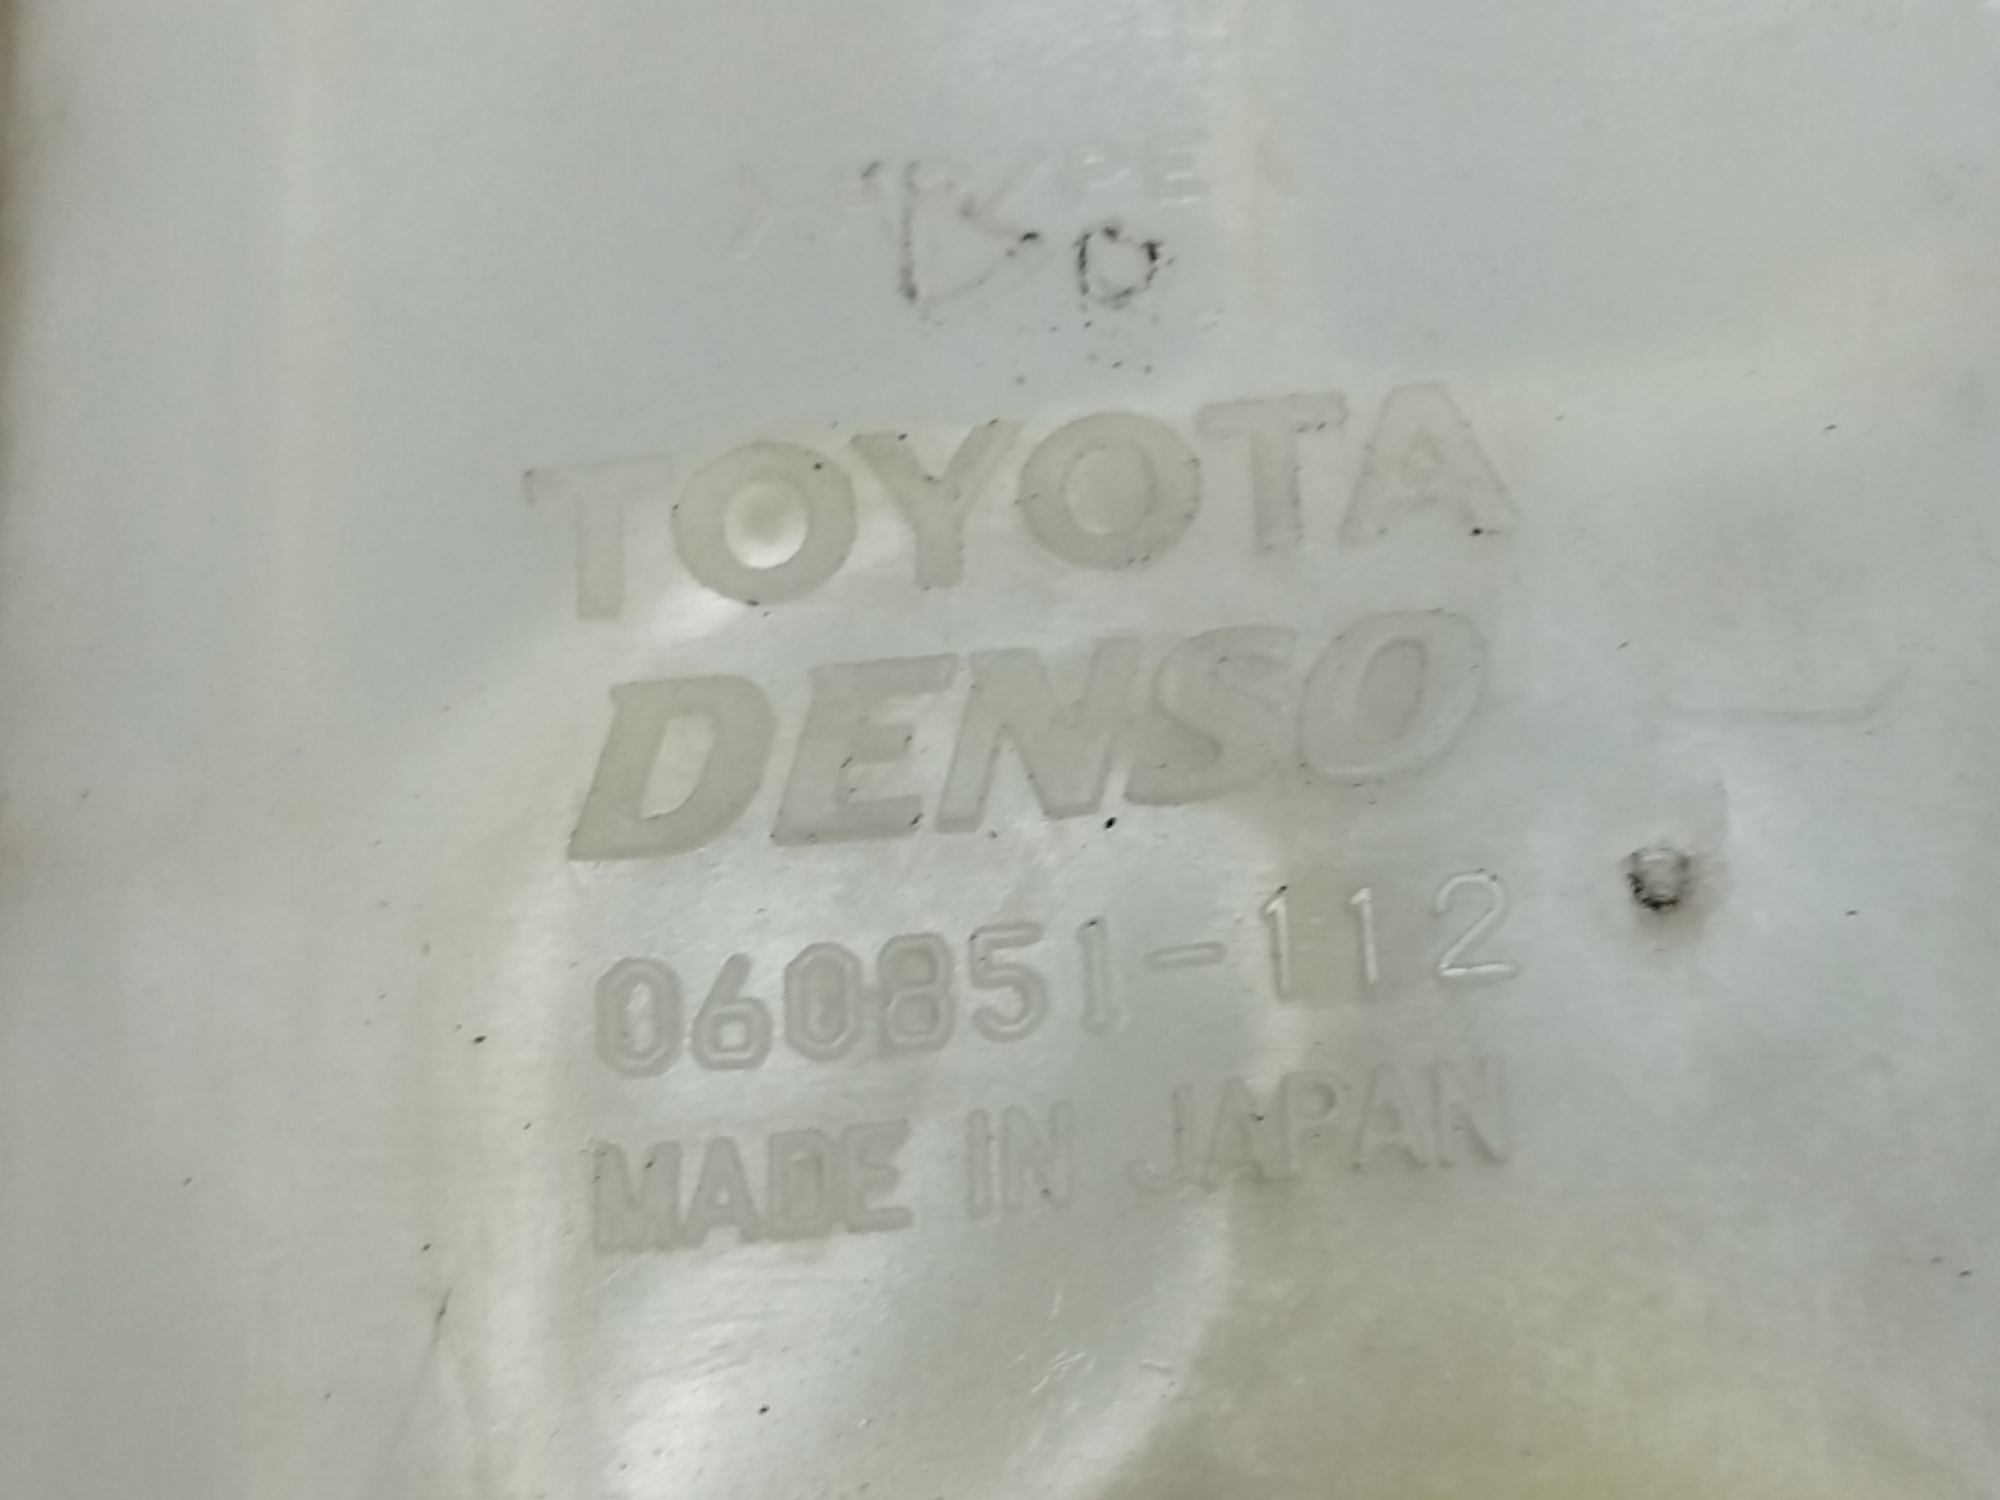 TOYOTA
DENSO
060851-112
MADE IN JAPAN